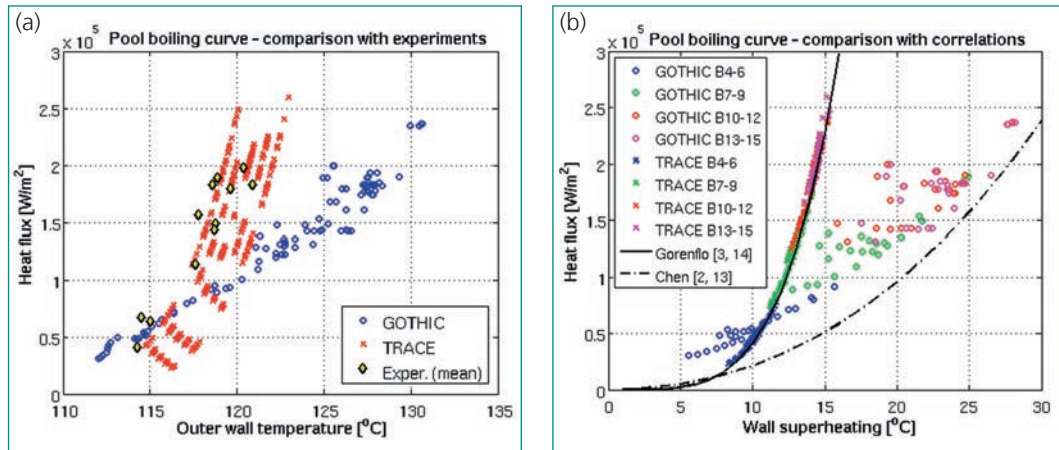 (a)
Pool boiling curve – comparison with experiments
× 10⁵
3
2.5
2
1.5
1
0.5
0
Heat flux [W/m²]
GOTHIC
TRACE
Exper. (mean)
110 115 120 125 130 135
Outer wall temperature [°C]
(b)
Pool boiling curve – comparison with correlations
× 10⁵
3
2.5
2
1.5
1
0.5
0
Heat flux [W/m²]
GOTHIC B4-6
GOTHIC B7-9
GOTHIC B10-12
GOTHIC B13-15
TRACE B4-6
TRACE B7-9
TRACE B10-12
TRACE B13-15
Gorenflo [3, 14]
Chen [2, 13]
0 5 10 15 20 25 30
Wall superheating [°C]